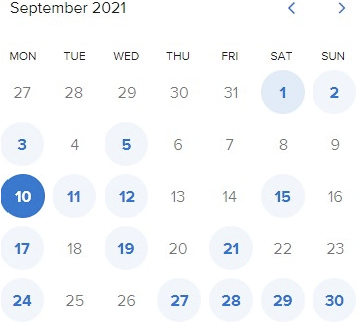 September 2021
MON TUE WED THU FRI SAT SUN
27 28 29 30 31 1 2
3 4 5 6 7 8 9
10 11 12 13 14 15 16
17 18 19 20 21 22 23
24 25 26 27 28 29 30